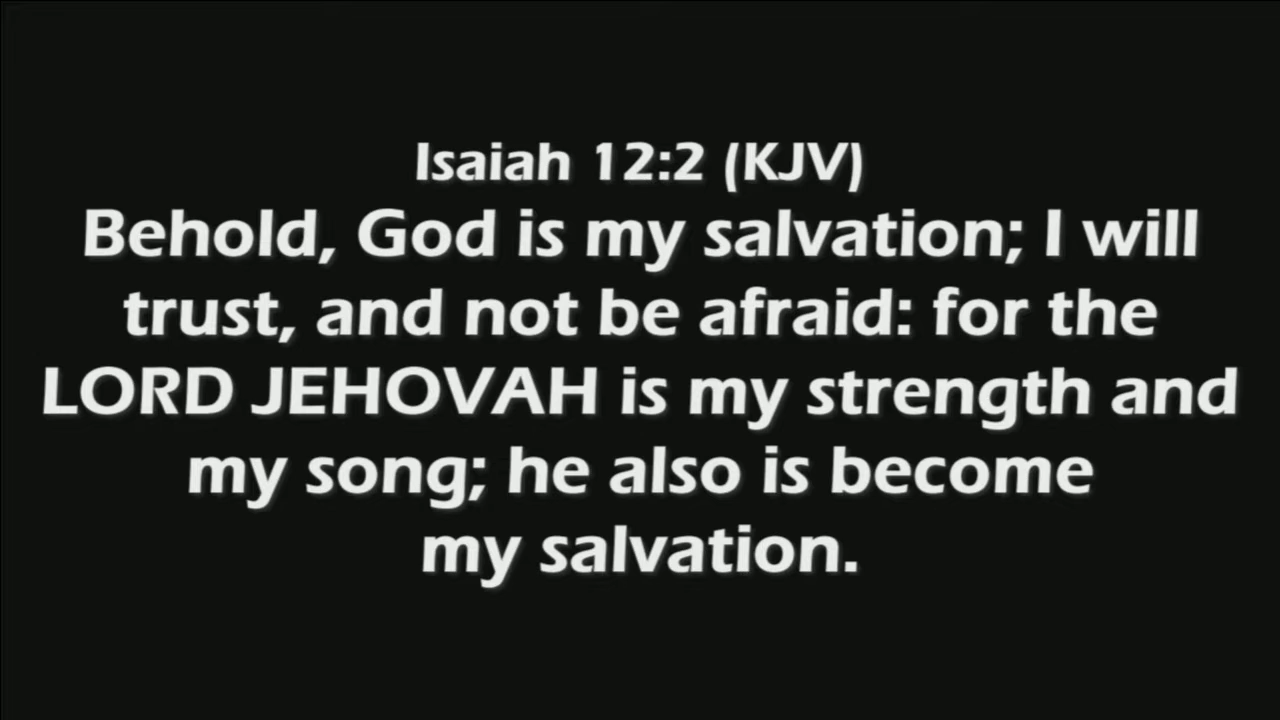 Isaiah 12:2 (KJV)
Behold, God is my salvation; I will
trust, and not be afraid: for the
LORD JEHOVAH is my strength and
my song; he also is become
my salvation.